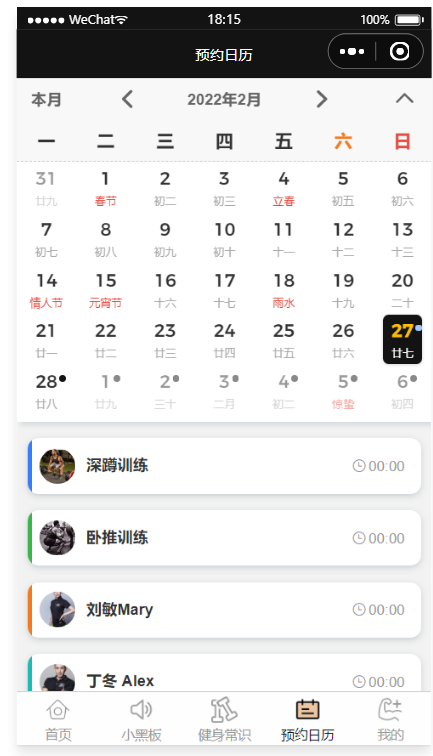 WeChat 18:15 100%
预约日历
本月 2022年2月
一 二 三 四 五 六 日
31 1 2 3 4 5 6
廿九 春节 初二 初三 立春 初五 初六
7 8 9 10 11 12 13
初七 初八 初九 初十 十一 十二 十三
14 15 16 17 18 19 20
情人节 元宵节 十六 十七 雨水 十九 二十
21 22 23 24 25 26 27
廿一 廿二 廿三 廿四 廿五 廿六 廿七
28 1 2 3 4 5 6
廿八 廿九 三十 二月 初二 惊蛰 初四
深蹲训练 00:00
卧推训练 00:00
刘敏Mary 00:00
丁冬 Alex 00:00
首页 小黑板 健身常识 预约日历 我的